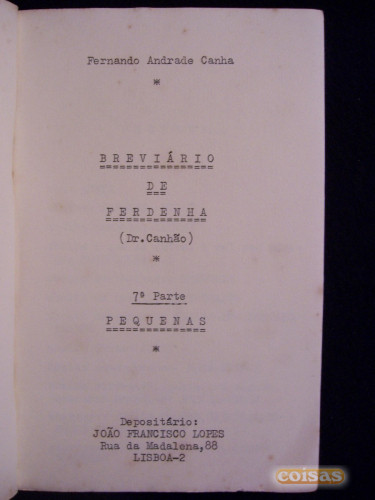 Fernando Andrade Canha
*
BREVIÁRIO
DE
FERDENHA
(Dr. Canhão)
*
7ª Parte
PEQUENAS
*
Depositário:
JOÃO FRANCISCO LOPES
Rua da Madalena,88
LISBOA-2
coisas